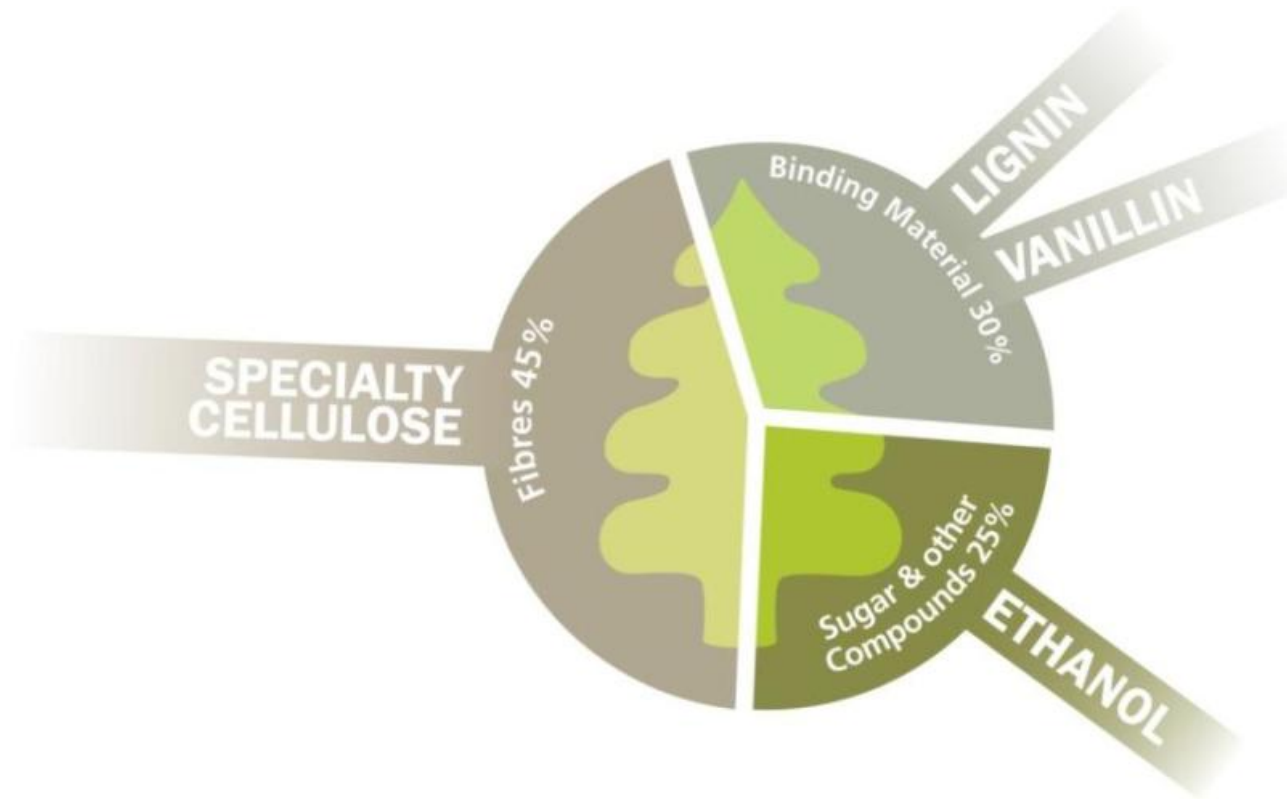 LIGNIN
Binding Material 30%
VANILLIN
SPECIALTY
CELLULOSE
Fibres 45%
Sugar & other
Compounds 25%
ETHANOL